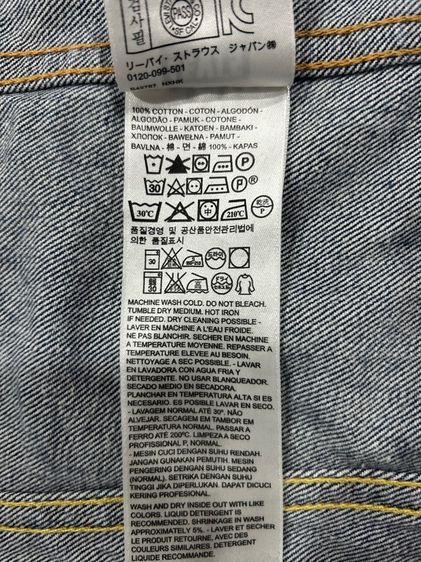 검사필
PASS
リーバイ・ストラウス ジャパン㈱
0120-099-501
100% COTTON - COTON - ALGODÓN -
ALGODÃO - PAMUK - COTONE -
BAUMWOLLE - KATOEN - BAMBAKI -
ХЛОПОК - BAWEŁNA - PAMUT -
BAVLNA - 棉 - 면 - 綿 100% - KAPAS
30 P
30℃ 中 210℃
품질경영 및 공산품안전관리법에
의한 품질표시
30
MACHINE WASH COLD. DO NOT BLEACH.
TUMBLE DRY MEDIUM. HOT IRON
IF NEEDED. DRY CLEANING POSSIBLE -
LAVER EN MACHINE A L'EAU FROIDE.
NE PAS BLANCHIR. SECHER EN MACHINE
A TEMPERATURE MOYENNE. REPASSER A
TEMPERATURE ELEVEE AU BESOIN.
NETTOYAGE A SEC POSSIBLE - LAVAR
EN LAVADORA CON AGUA FRIA Y
DETERGENTE. NO USAR BLANQUEADOR.
SECADO MEDIO EN SECADORA.
PLANCHAR EN TEMPERATURA ALTA SI ES
NECESARIO. ES POSIBLE LAVAR EN SECO.
- LAVAGEM NORMAL ATÉ 30º. NÃO
ALVEJAR. SECAGEM EM TAMBOR NA
TEMPERATURA NORMAL. PASSAR A
FERRO ATÉ 200ºC. LIMPEZA A SECO
PROFISSIONAL P, NORMAL.
- MESIN CUCI DENGAN SUHU RENDAH.
JANGAN GUNAKAN PEMUTIH. MESIN
PENGERING DENGAN SUHU SEDANG
(NORMAL). SETRIKA DENGAN SUHU
TINGGI JIKA DIPERLUKAN. DAPAT DICUCI
KERING.
WASH AND DRY INSIDE OUT WITH LIKE
COLORS. LIQUID DETERGENT IS
RECOMMENDED. SHRINKAGE IN WASH
APPROXIMATELY 5%. - LAVER ET SECHER
LE PRODUIT RETOURNE, AVEC DES
COULEURS SIMILAIRES. DETERGENT
LIQUIDE RECOMMANDE.